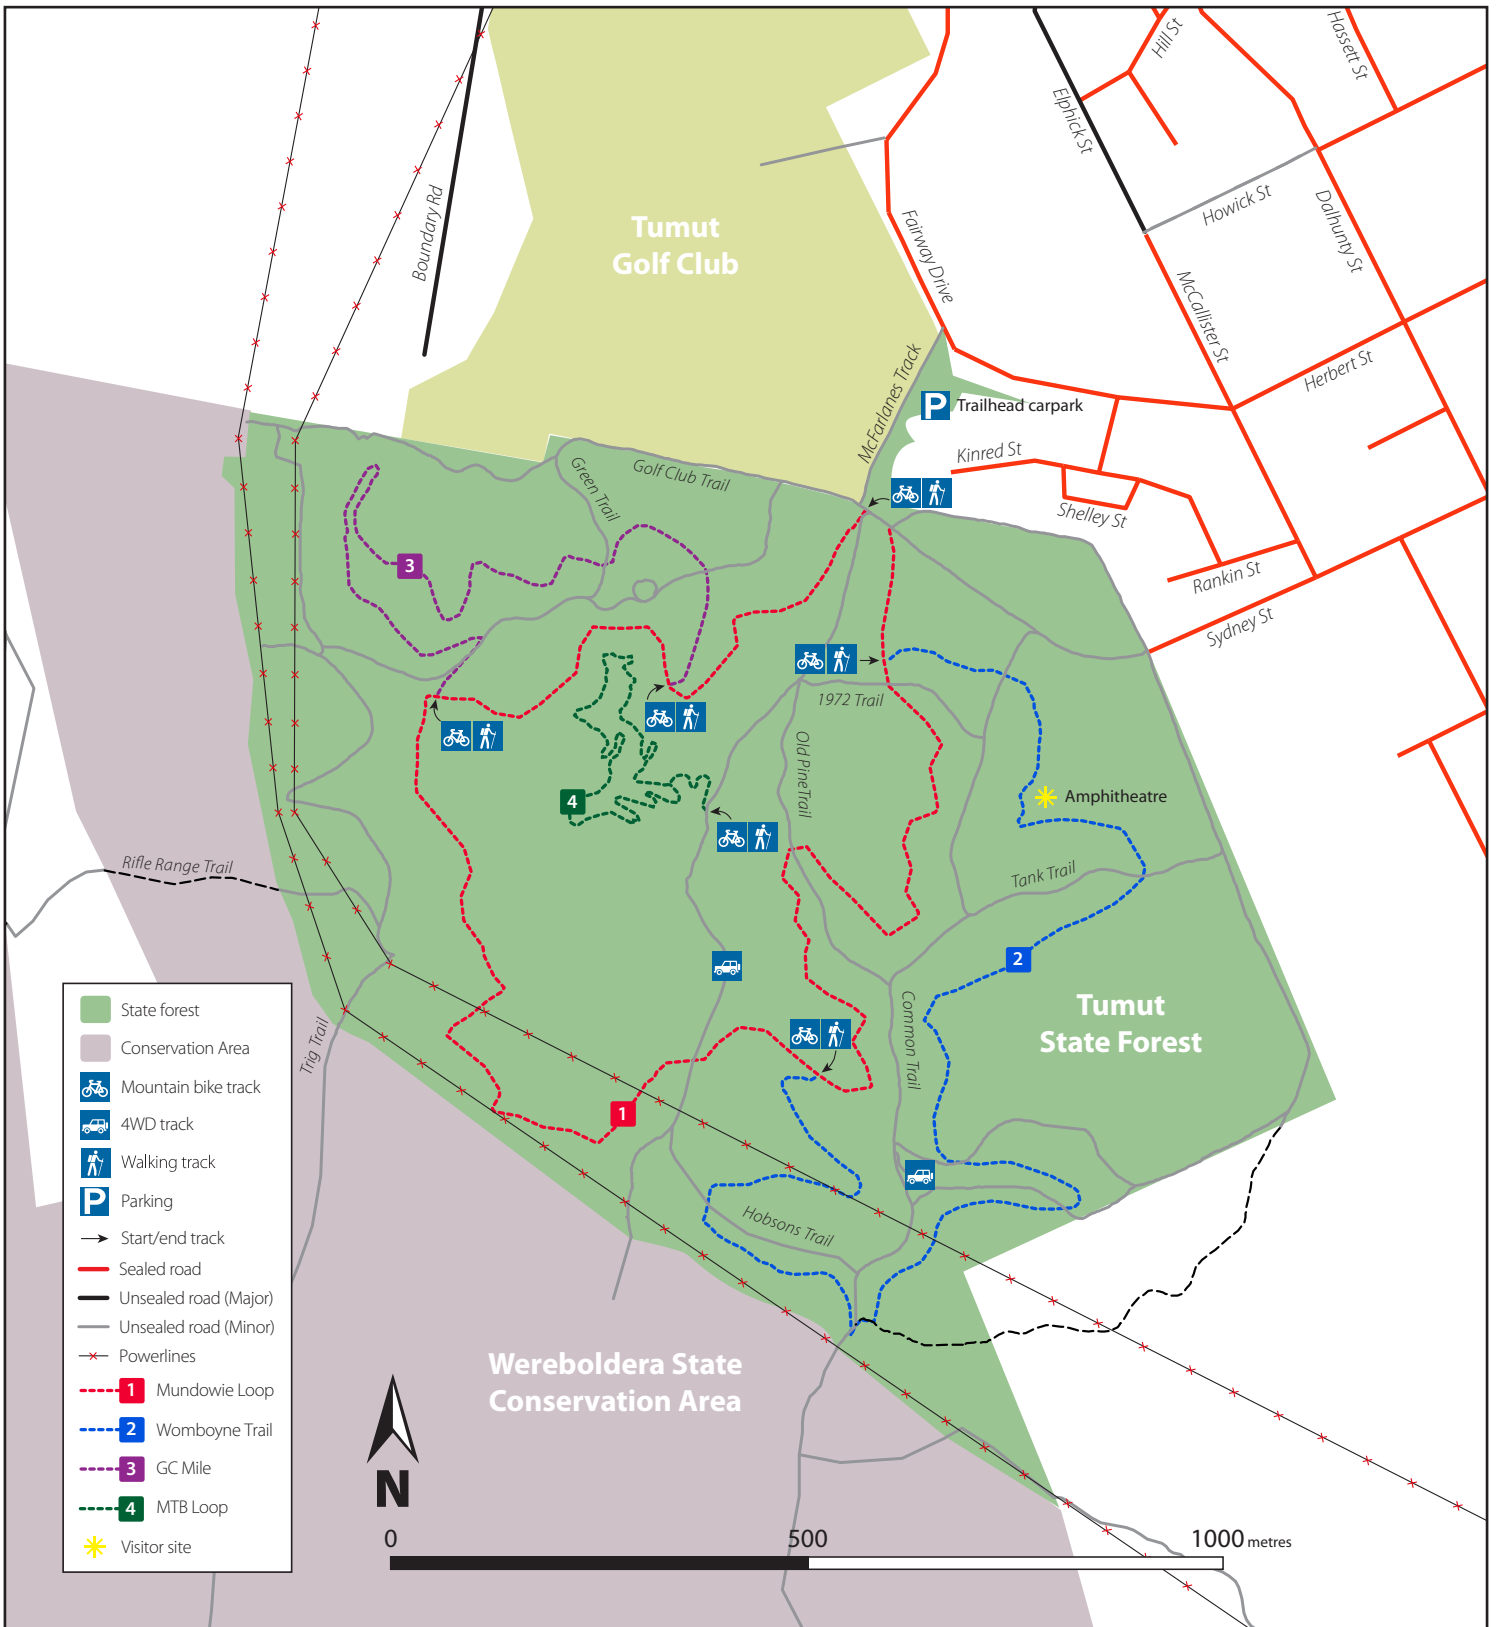 Hill St
Hassett St
Elphick St
Boundary Rd
Howick St
Dalhunty St
Tumut
Golf Club
Fairway Drive
McCallister St
Herbert St
McFarlanes Track
P
Trailhead carpark
Kinred St
Green Trail
Golf Club Trail
Shelley St
3
Rankin St
Sydney St
1972 Trail
Old PineTrail
4
Amphitheatre
Rifle Range Trail
Tank Trail
2
Tumut
State Forest
Common Trail
Trig Trail
1
Hobsons Trail
Wereboldera State
Conservation Area
State forest
Conservation Area
Mountain bike track
4WD track
Walking track
P
Parking
Start/end track
Sealed road
Unsealed road (Major)
Unsealed road (Minor)
Powerlines
1 Mundowie Loop
2 Womboyne Trail
3 GC Mile
4 MTB Loop
Visitor site
N
0 500 1000 metres